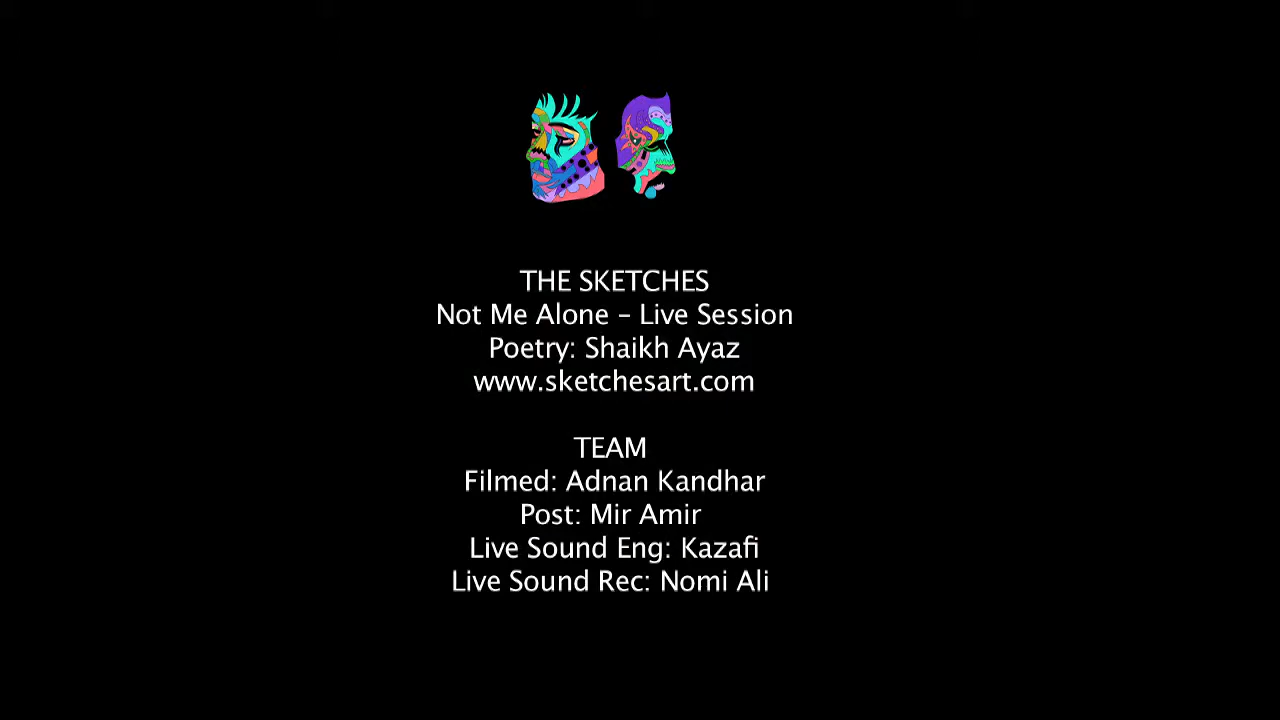 THE SKETCHES
Not Me Alone – Live Session
Poetry: Shaikh Ayaz
www.sketchesart.com
TEAM
Filmed: Adnan Kandhar
Post: Mir Amir
Live Sound Eng: Kazafi
Live Sound Rec: Nomi Ali